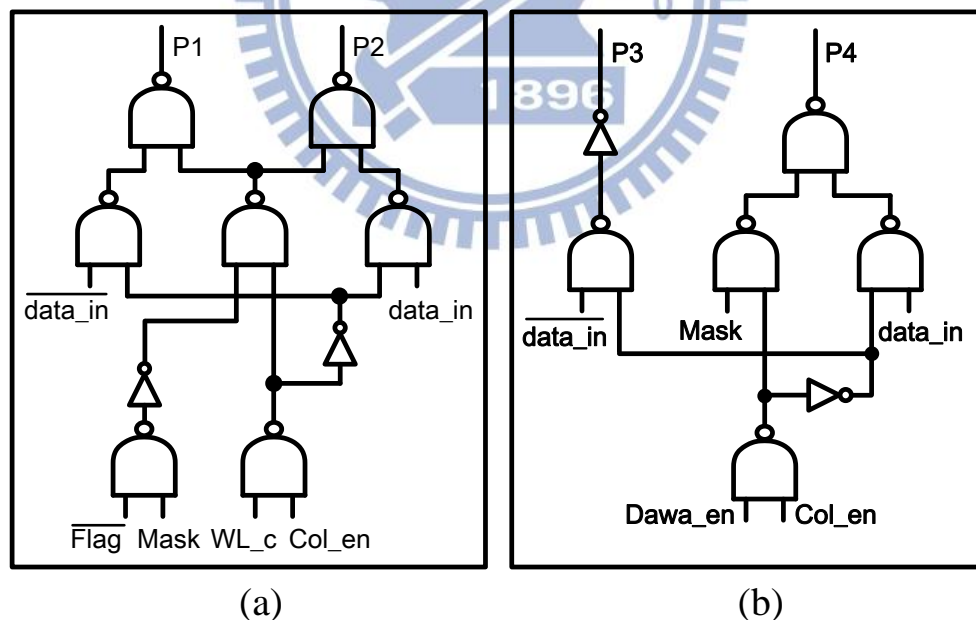 P1
P2
1896
data_in
data_in
Flag
Mask
WL_c
Col_en
(a)
P3
P4
data_in
Mask
data_in
Dawa_en
Col_en
(b)